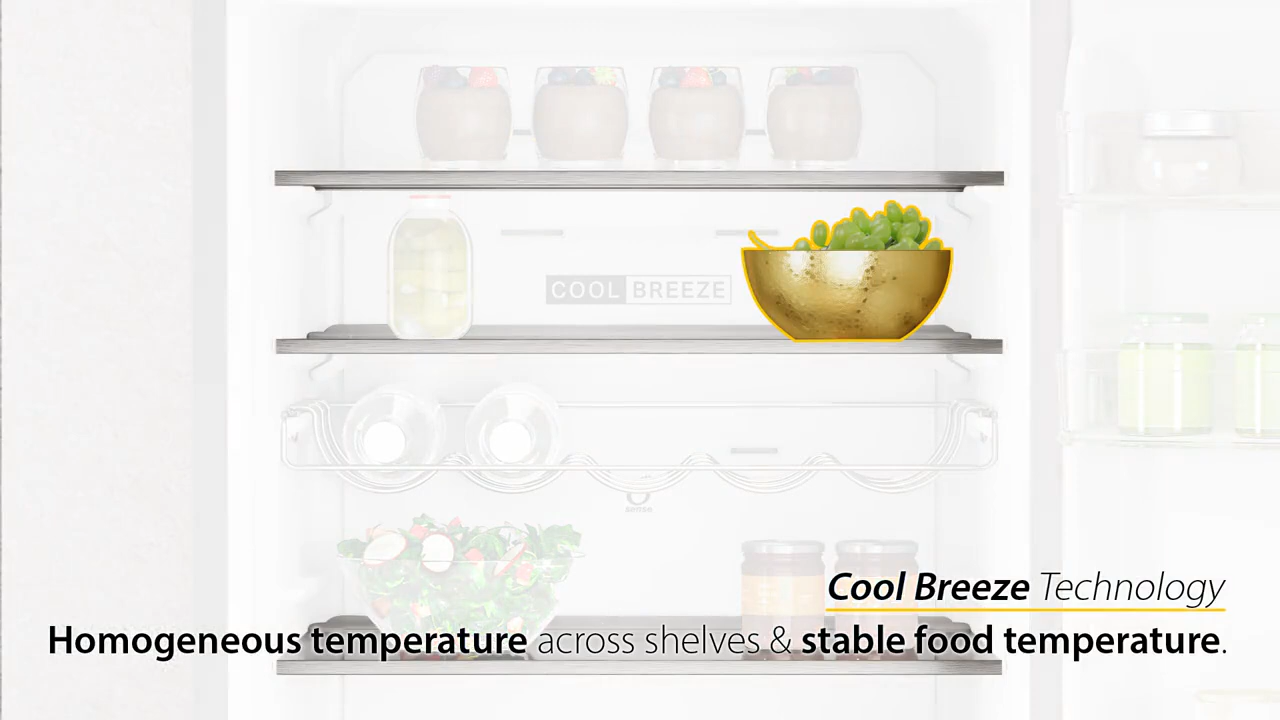 COOL BREEZE
Cool Breeze Technology
Homogeneous temperature across shelves & stable food temperature.